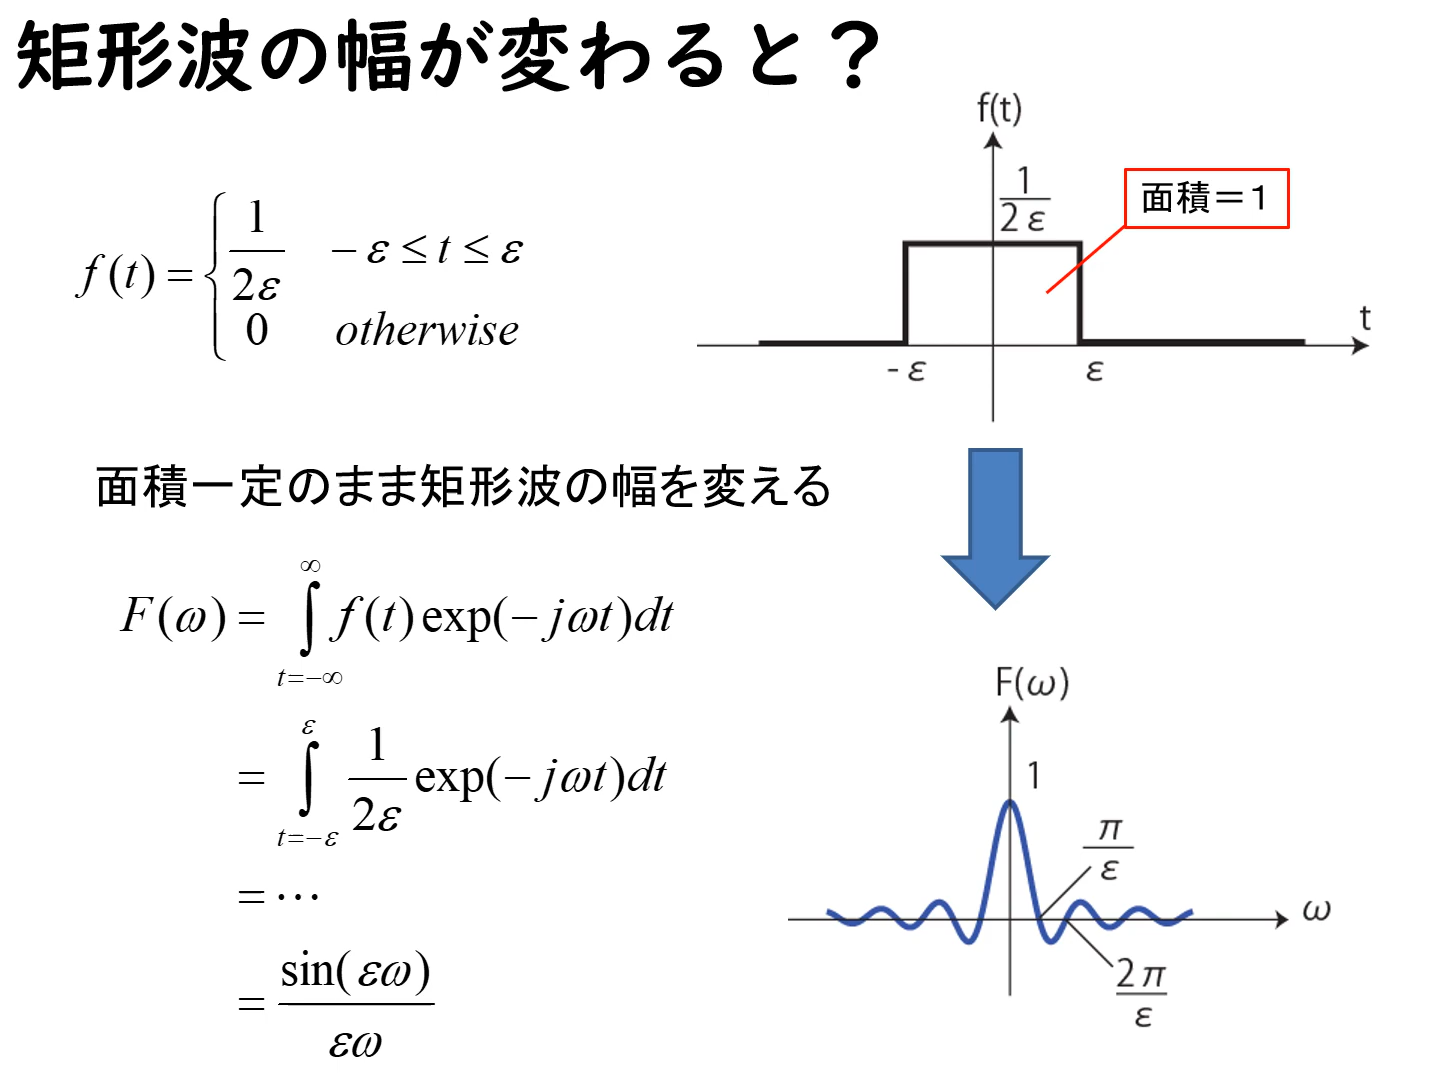 矩形波の幅が変わると？
f(t)
1
2ε
面積＝1
f(t) = { 1/2ε −ε ≤ t ≤ ε
0 otherwise
t
-ε
ε
面積一定のまま矩形波の幅を変える
F(ω) = ∫_{t=−∞}^{∞} f(t) exp(−jωt)dt
= ∫_{t=−ε}^{ε} 1/2ε exp(−jωt)dt
= ⋯
= sin(εω)/εω
F(ω)
1
π
ε
ω
2π
ε